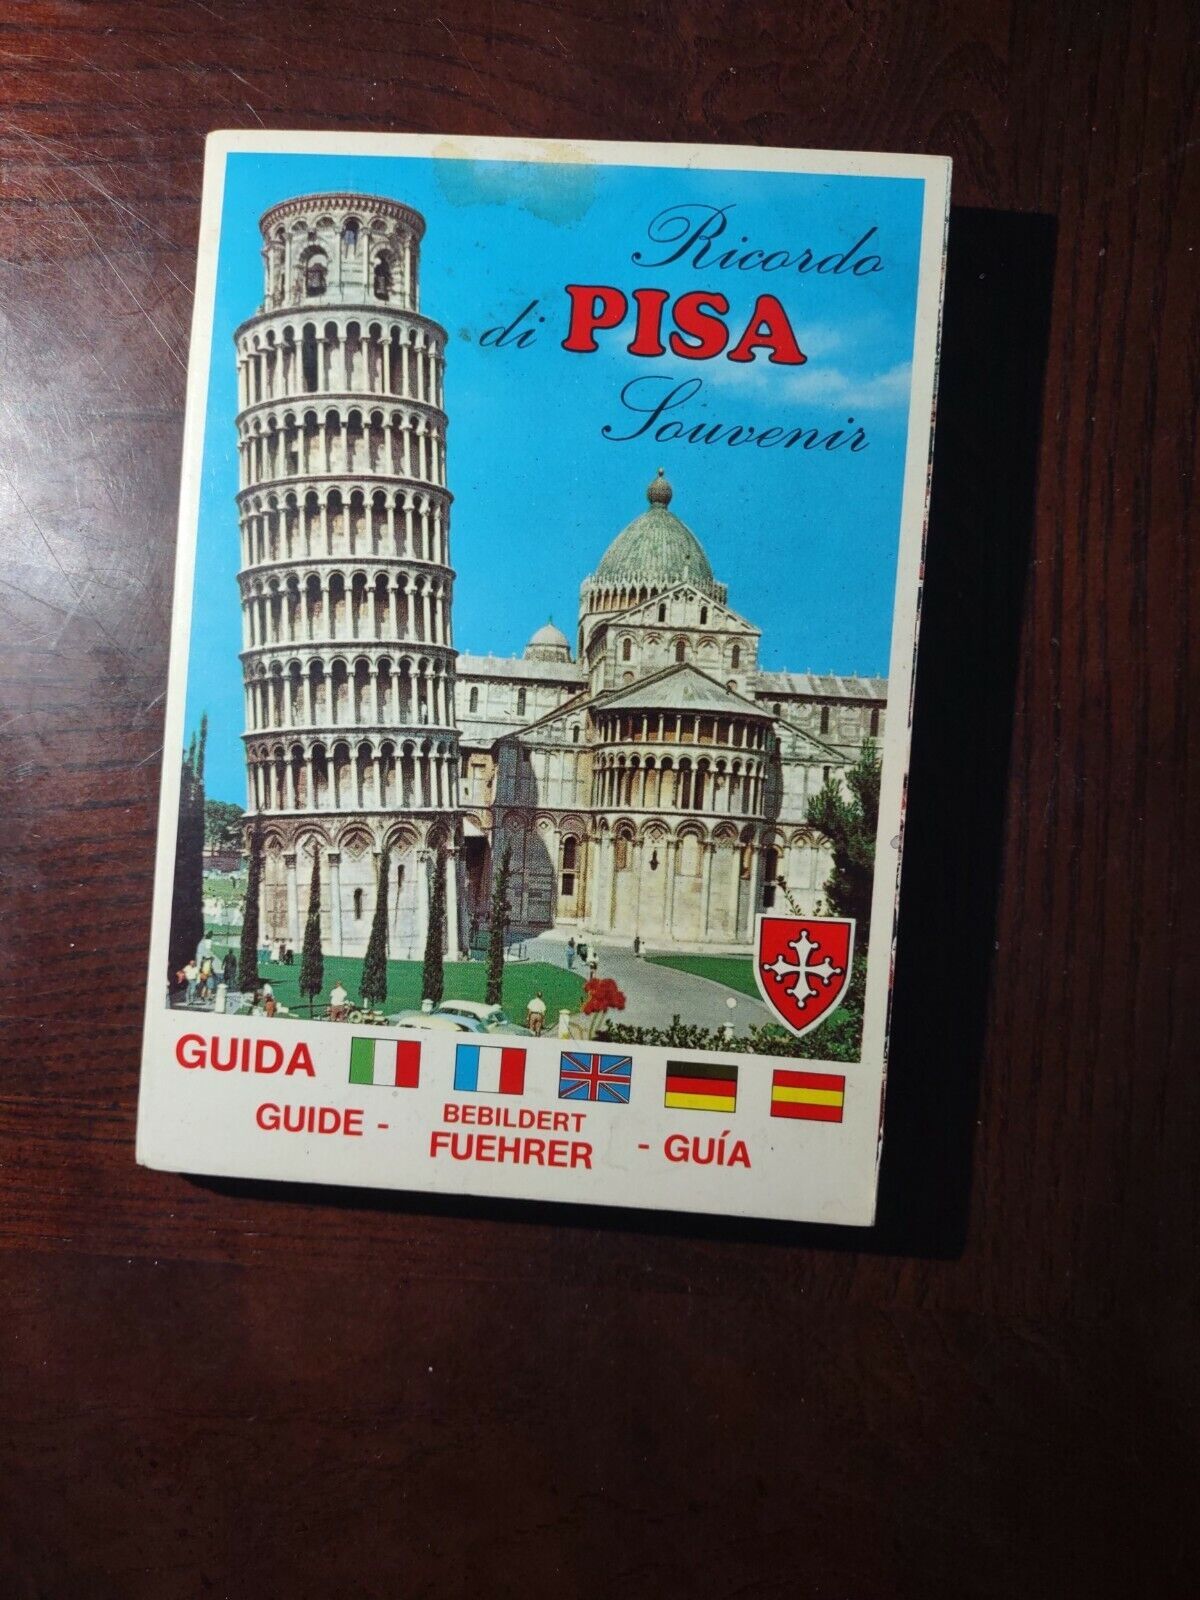 Ricordo
di PISA
Souvenir
GUIDA
GUIDE - BEBILDERT FUEHRER - GUÍA